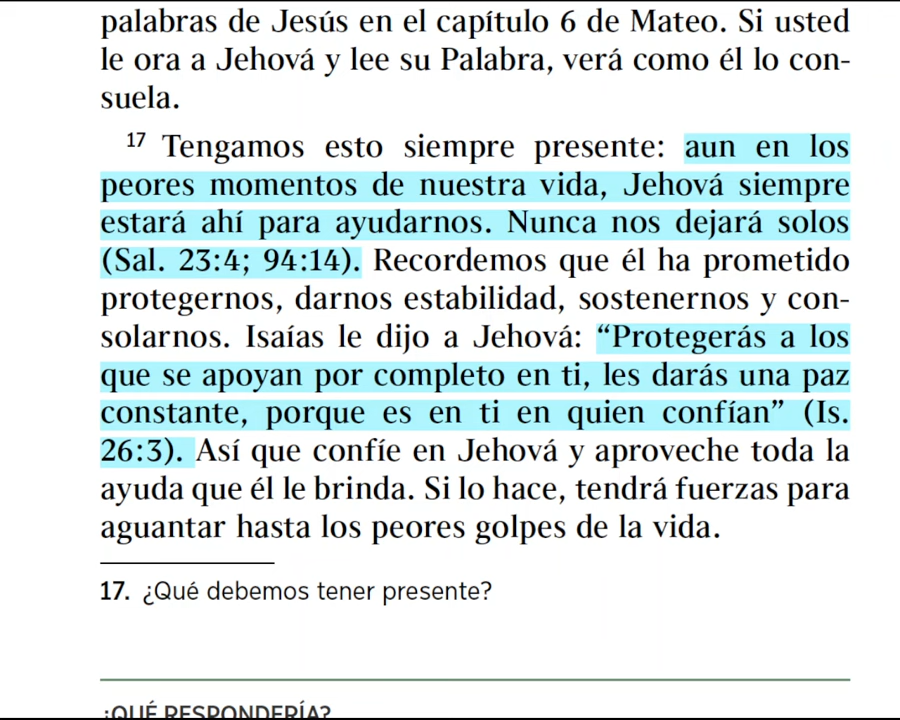 palabras de Jesús en el capítulo 6 de Mateo. Si usted
le ora a Jehová y lee su Palabra, verá como él lo con-
suela.
17 Tengamos esto siempre presente: aun en los
peores momentos de nuestra vida, Jehová siempre
estará ahí para ayudarnos. Nunca nos dejará solos
(Sal. 23:4; 94:14). Recordemos que él ha prometido
protegernos, darnos estabilidad, sostenernos y con-
solarnos. Isaías le dijo a Jehová: “Protegerás a los
que se apoyan por completo en ti, les darás una paz
constante, porque es en ti en quien confían” (Is.
26:3). Así que confíe en Jehová y aproveche toda la
ayuda que él le brinda. Si lo hace, tendrá fuerzas para
aguantar hasta los peores golpes de la vida.
17. ¿Qué debemos tener presente?
¿QUÉ RESPONDERÍA?